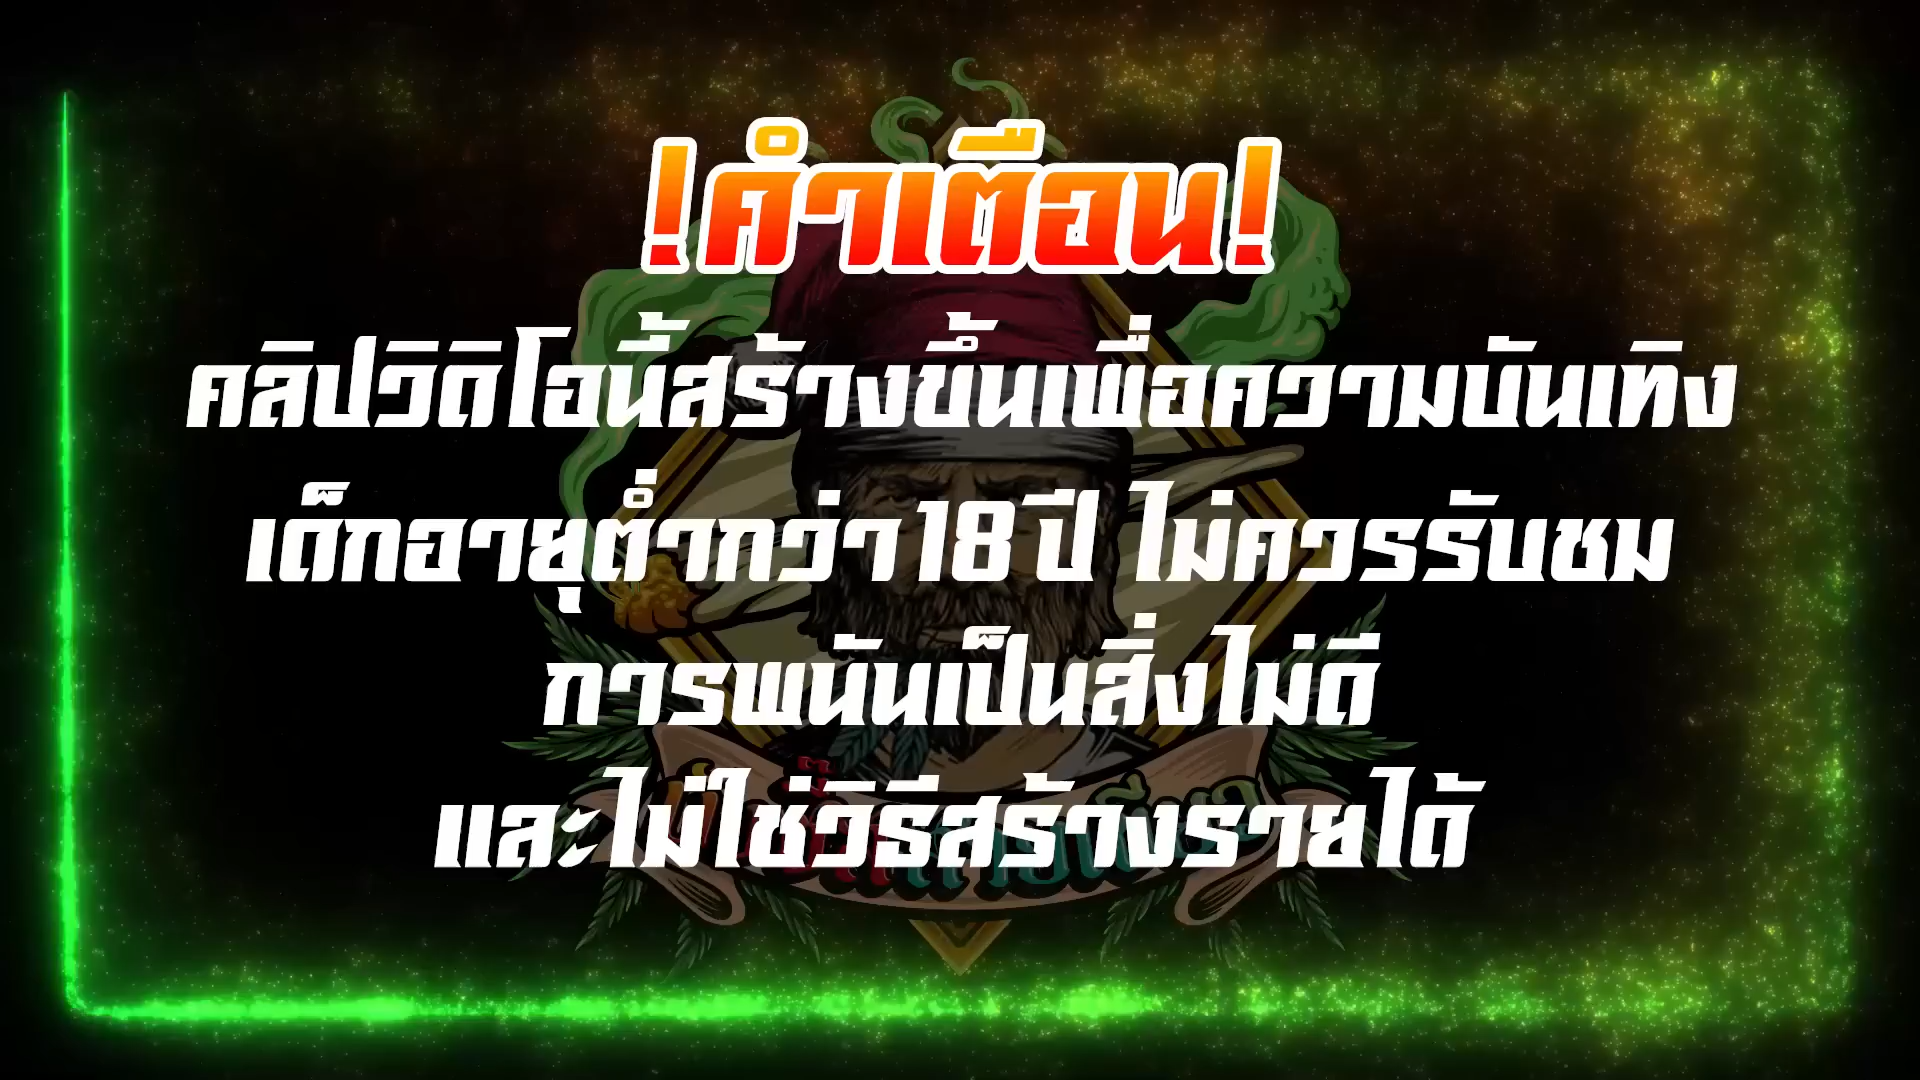 !คำเตือน!
คลิปวิดิโอนี้สร้างขึ้นเพื่อความบันเทิง
เด็กอายุต่ำกว่า 18 ปี ไม่ควรรับชม
การพนันเป็นสิ่งไม่ดี
และไม่ใช่วิธีสร้างรายได้